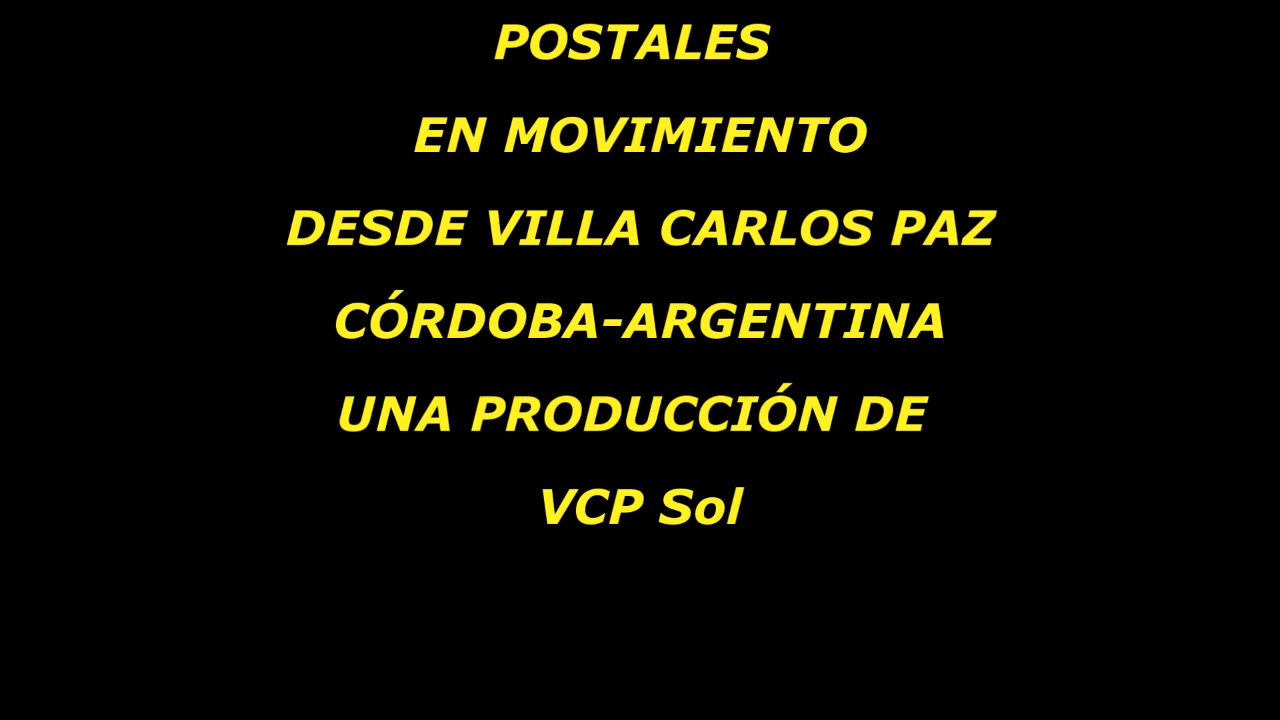 POSTALES
EN MOVIMIENTO
DESDE VILLA CARLOS PAZ
CÓRDOBA-ARGENTINA
UNA PRODUCCIÓN DE
VCP Sol